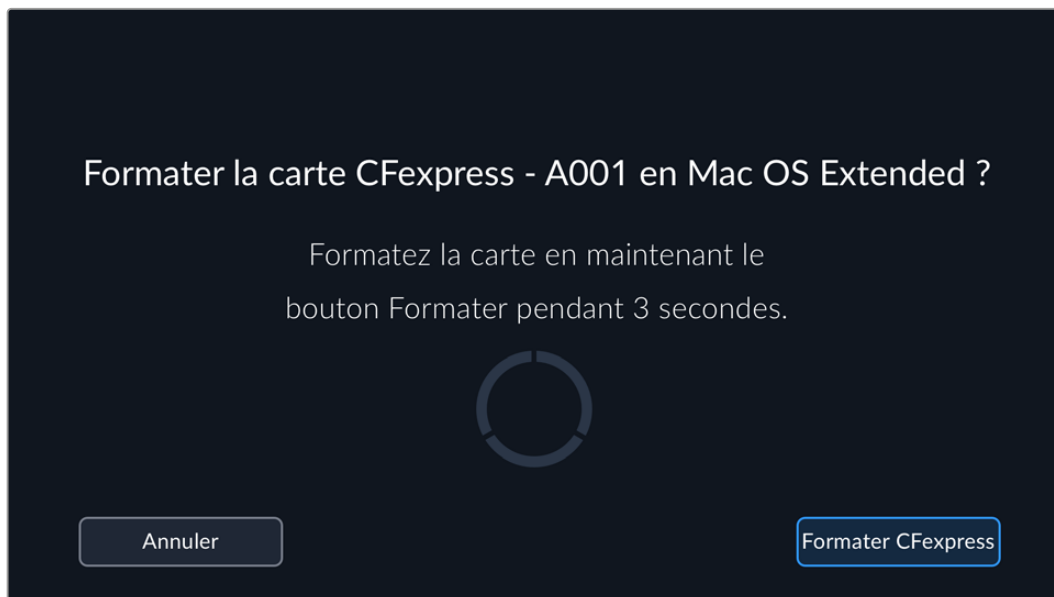 Formater la carte CFexpress - A001 en Mac OS Extended ?
Formatez la carte en maintenant le
bouton Formater pendant 3 secondes.
Annuler
Formater CFexpress